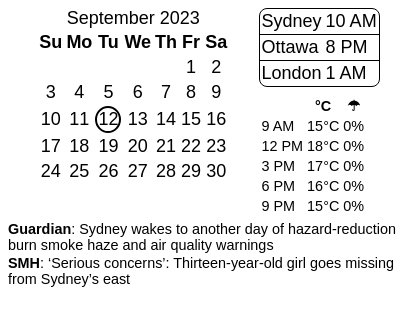 September 2023
Su Mo Tu We Th Fr Sa
1 2
3 4 5 6 7 8 9
10 11 12 13 14 15 16
17 18 19 20 21 22 23
24 25 26 27 28 29 30
Sydney 10 AM
Ottawa 8 PM
London 1 AM
°C ☂
9 AM 15°C 0%
12 PM 18°C 0%
3 PM 17°C 0%
6 PM 16°C 0%
9 PM 15°C 0%
Guardian: Sydney wakes to another day of hazard-reduction
burn smoke haze and air quality warnings
SMH: ‘Serious concerns’: Thirteen-year-old girl goes missing
from Sydney’s east